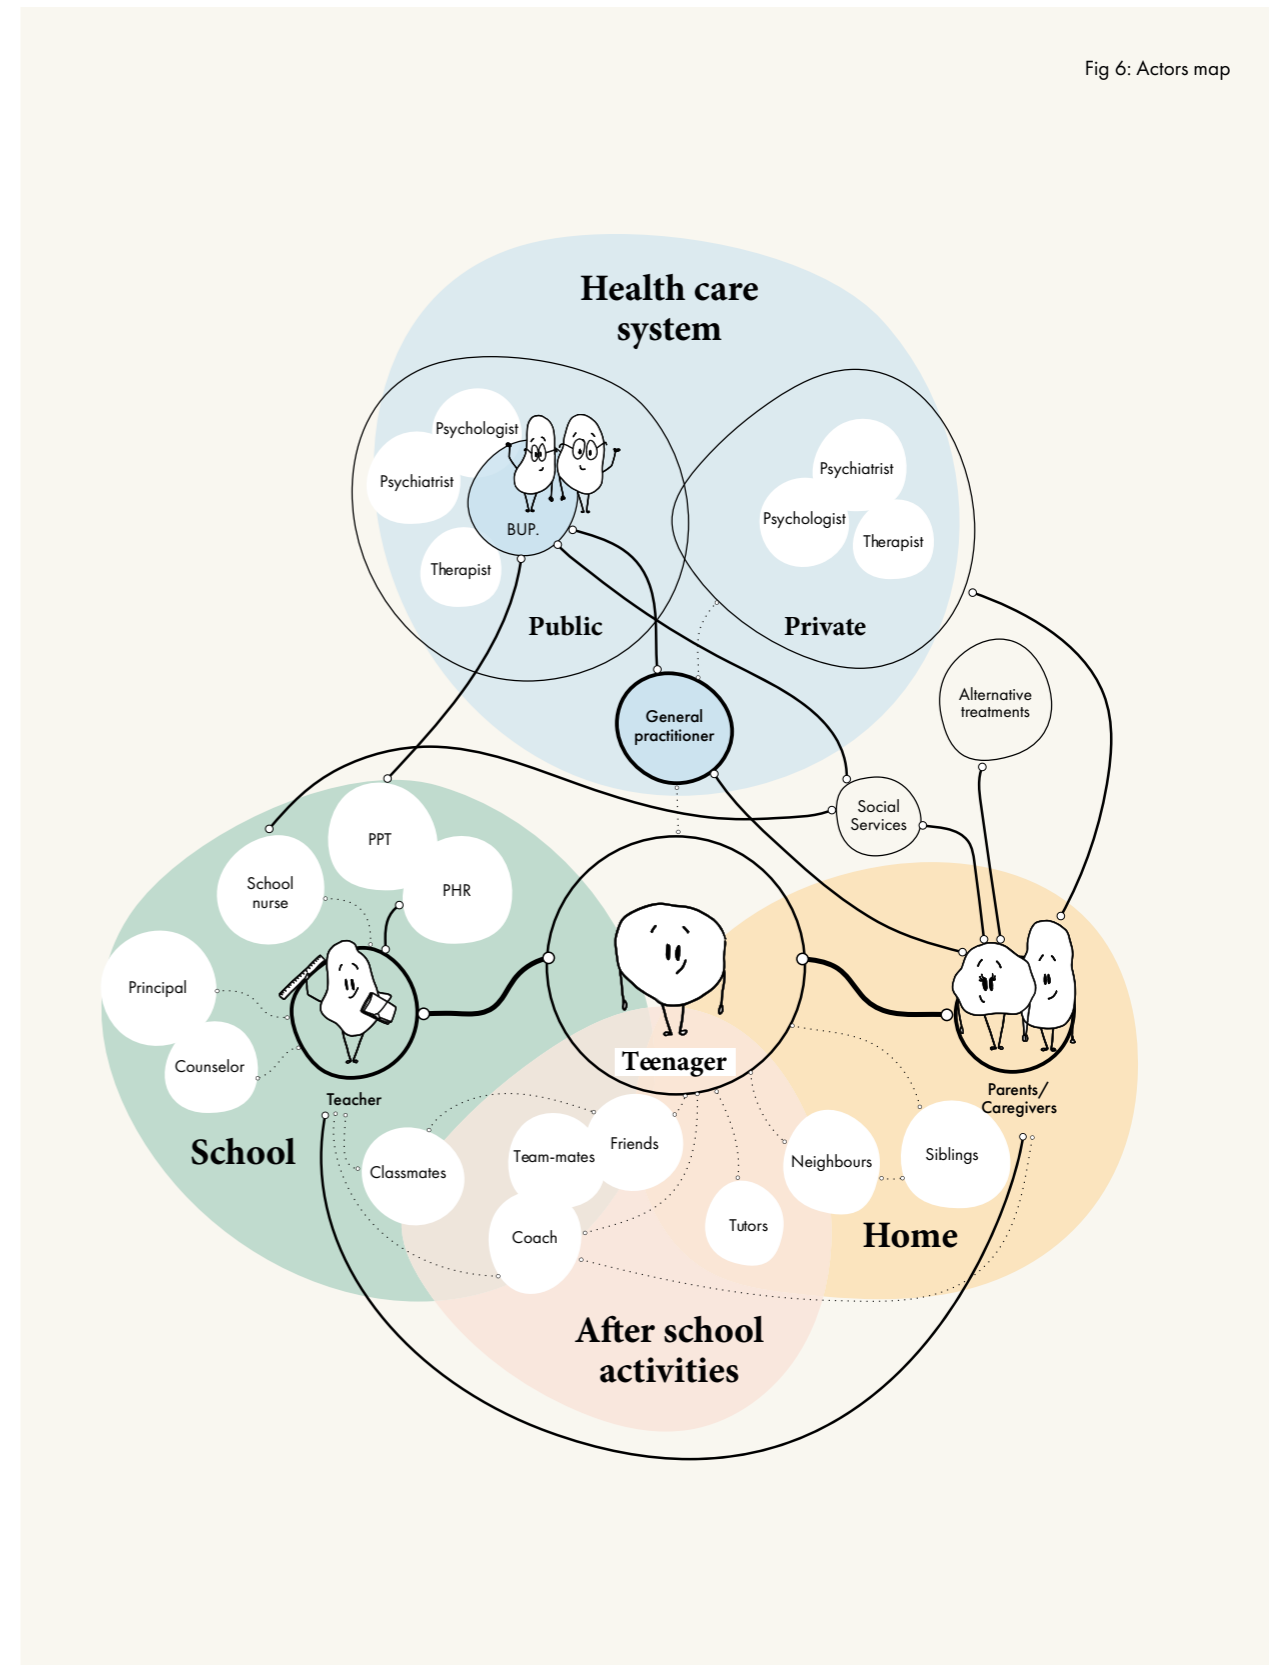 Fig 6: Actors map
Health care
system
Psychologist
Psychiatrist
BUP.
Therapist
Public
Psychiatrist
Psychologist
Therapist
Private
General
practitioner
Alternative
treatments
Social
Services
PPT
PHR
School
nurse
Principal
Counselor
Teacher
School
Teenager
Parents/
Caregivers
Classmates
Team-mates
Friends
Coach
Tutors
Neighbours
Siblings
Home
After school
activities